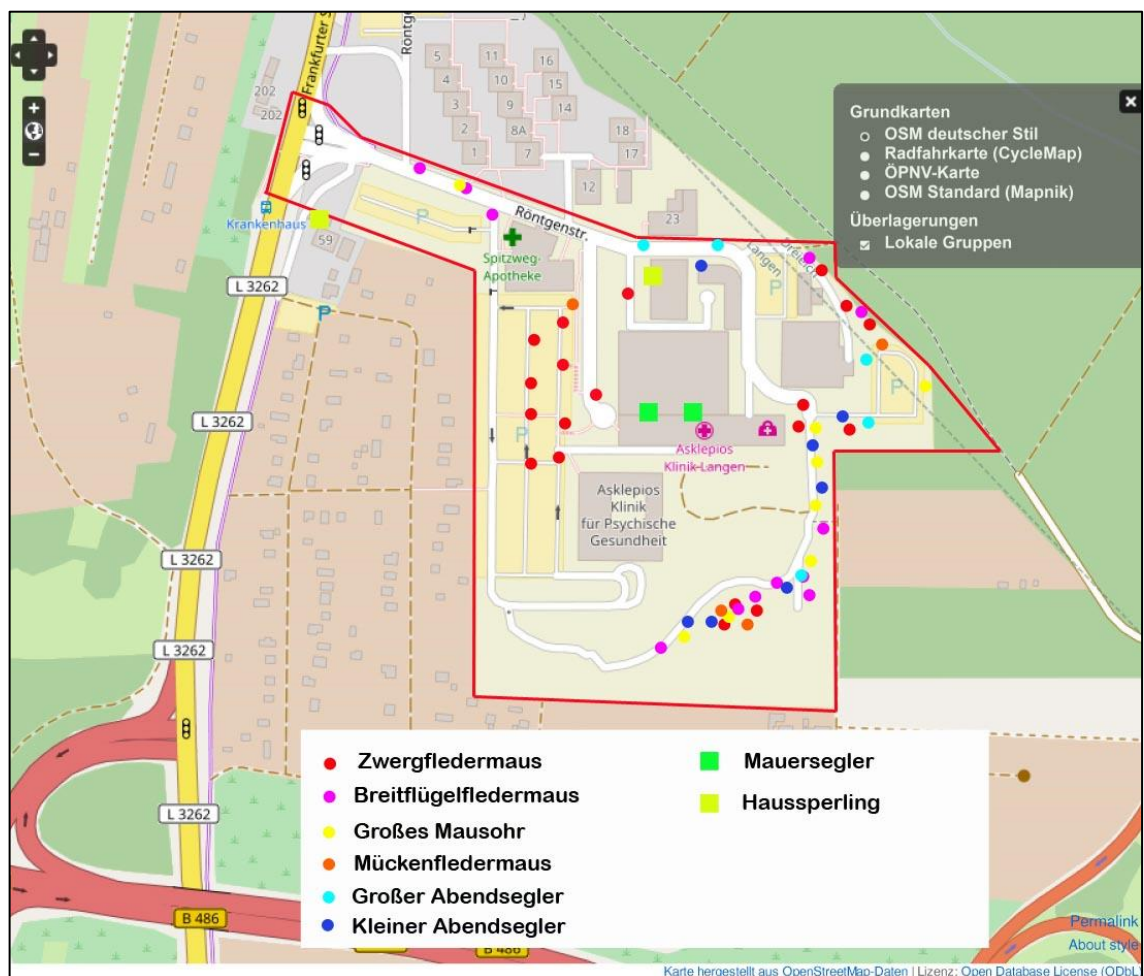 Frankfurter S
Röntg
202
202
5
11
16
4
10
15
3
9
14
2
8A
18
1
7
17
12
23
Grundkarten
OSM deutscher Stil
Radfahrkarte (CycleMap)
ÖPNV-Karte
OSM Standard (Mapnik)
Überlagerungen
Lokale Gruppen
Krankenhaus
59
P
Röntgenstr.
Spitzweg-
Apotheke
Langen
Dreieich
P
L 3262
P
P
L 3262
P
Asklepios
Klinik Langen
Asklepios
Klinik
für Psychische
Gesundheit
L 3262
L 3262
L 3262
Zwergfledermaus
Breitflügelfledermaus
Großes Mausohr
Mückenfledermaus
Großer Abendsegler
Kleiner Abendsegler
Mauersegler
Haussperling
B 486
B 486
Permalink
About style
Karte hergestellt aus OpenStreetMap-Daten | Lizenz: Open Database License (ODbL)